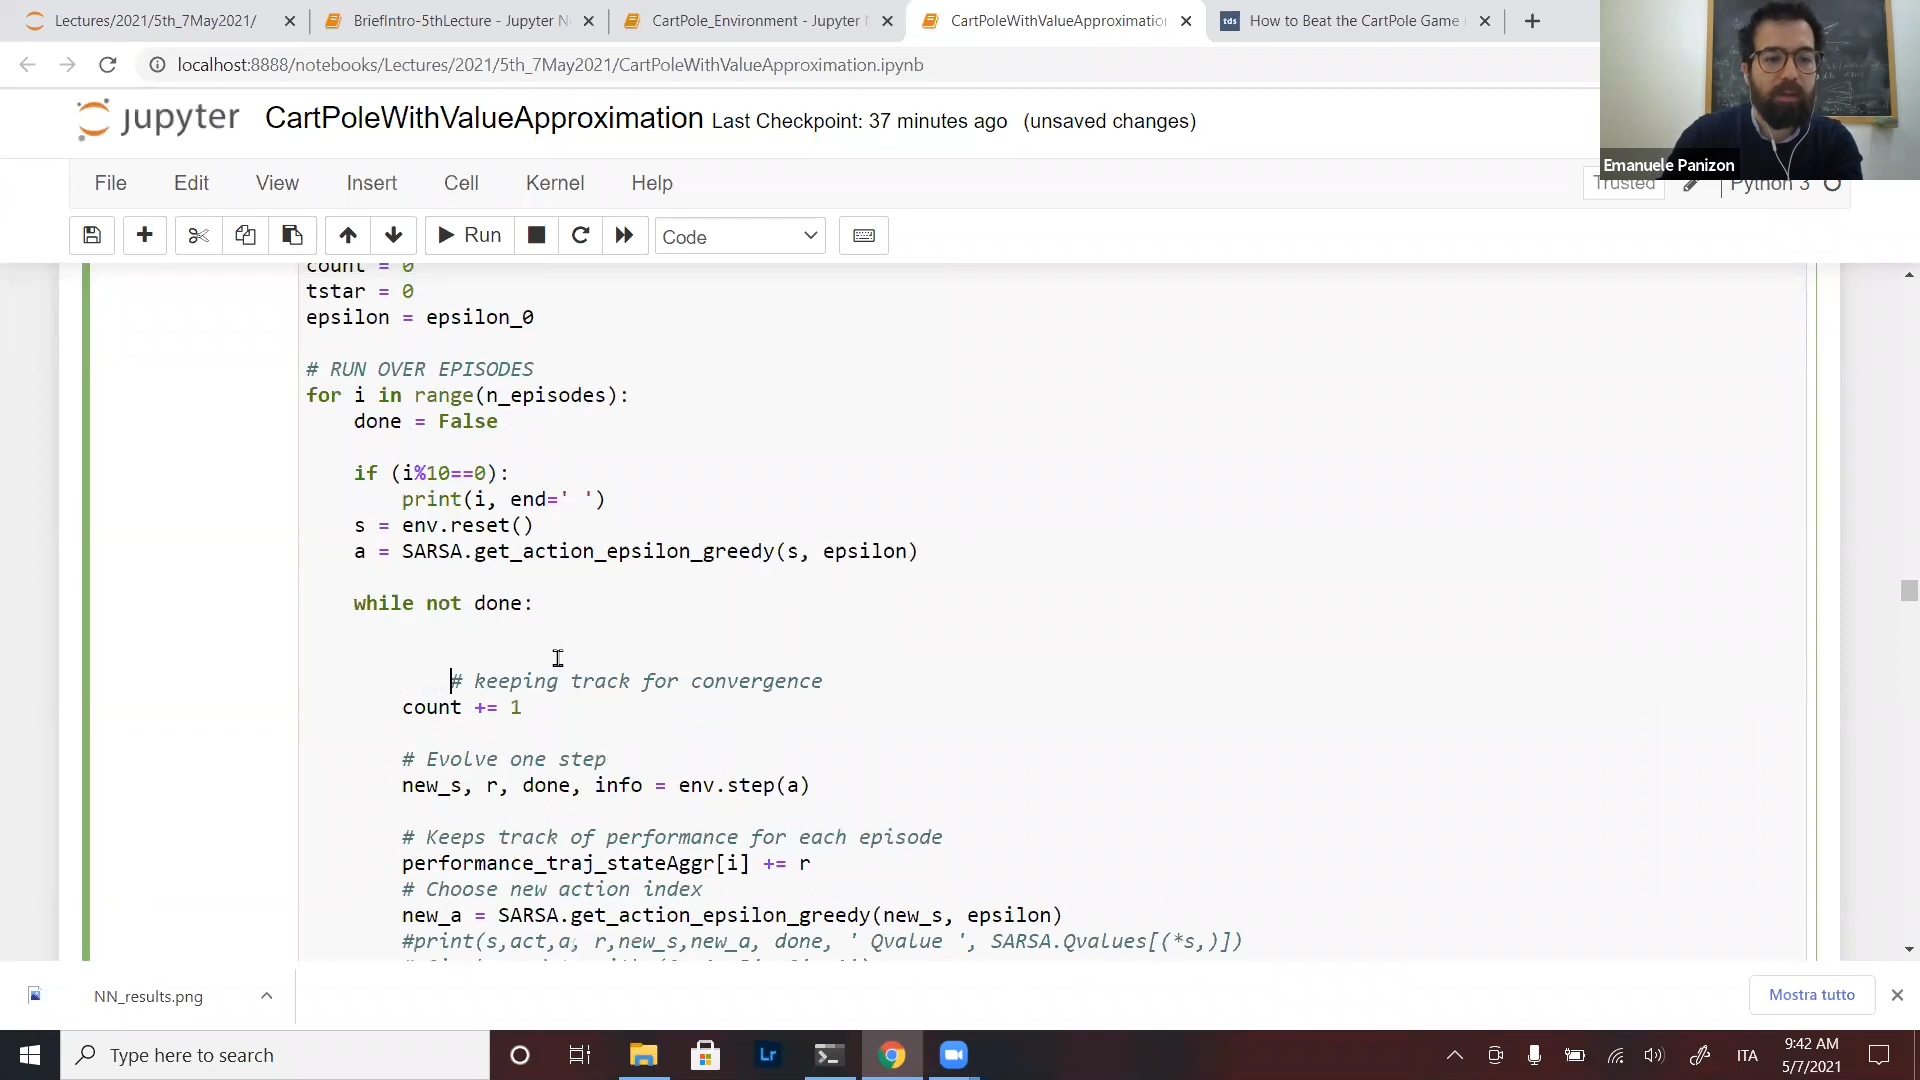 Lectures/2021/5th_7May2021/
BriefIntro-5thLecture - Jupyter N
CartPole_Environment - Jupyter
CartPoleWithValueApproximation
How to Beat the CartPole Game
localhost:8888/notebooks/Lectures/2021/5th_7May2021/CartPoleWithValueApproximation.ipynb
jupyter CartPoleWithValueApproximation Last Checkpoint: 37 minutes ago (unsaved changes)
Emanuele Panizon
File Edit View Insert Cell Kernel Help
Trusted Python 3
Run Code
count = 0
tstar = 0
epsilon = epsilon_0
# RUN OVER EPISODES
for i in range(n_episodes):
done = False
if (i%10==0):
print(i, end=' ')
s = env.reset()
a = SARSA.get_action_epsilon_greedy(s, epsilon)
while not done:
# keeping track for convergence
count += 1
# Evolve one step
new_s, r, done, info = env.step(a)
# Keeps track of performance for each episode
performance_traj_stateAggr[i] += r
# Choose new action index
new_a = SARSA.get_action_epsilon_greedy(new_s, epsilon)
#print(s,act,a, r,new_s,new_a, done, ' Qvalue ', SARSA.Qvalues[(*s,)])
NN_results.png
Mostra tutto
Type here to search
Lr
ITA
9:42 AM
5/7/2021